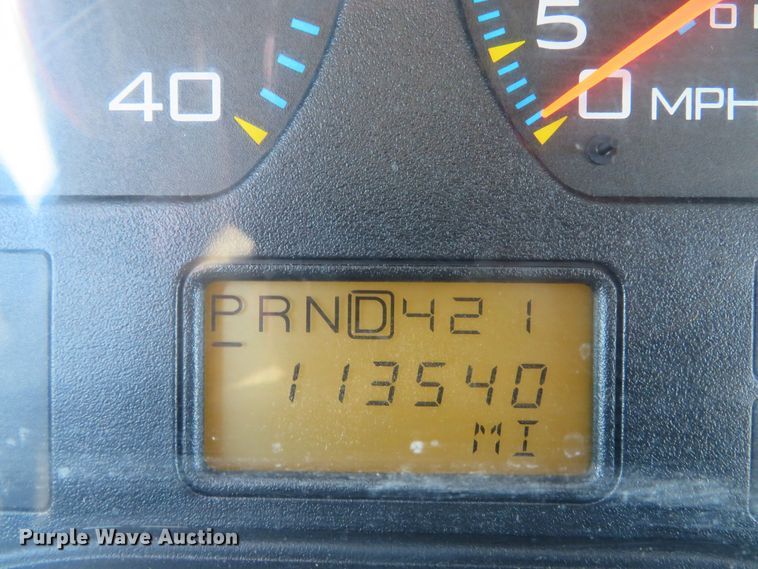 40
5
0 MPH
PRND421
113540
MI
Purple Wave Auction